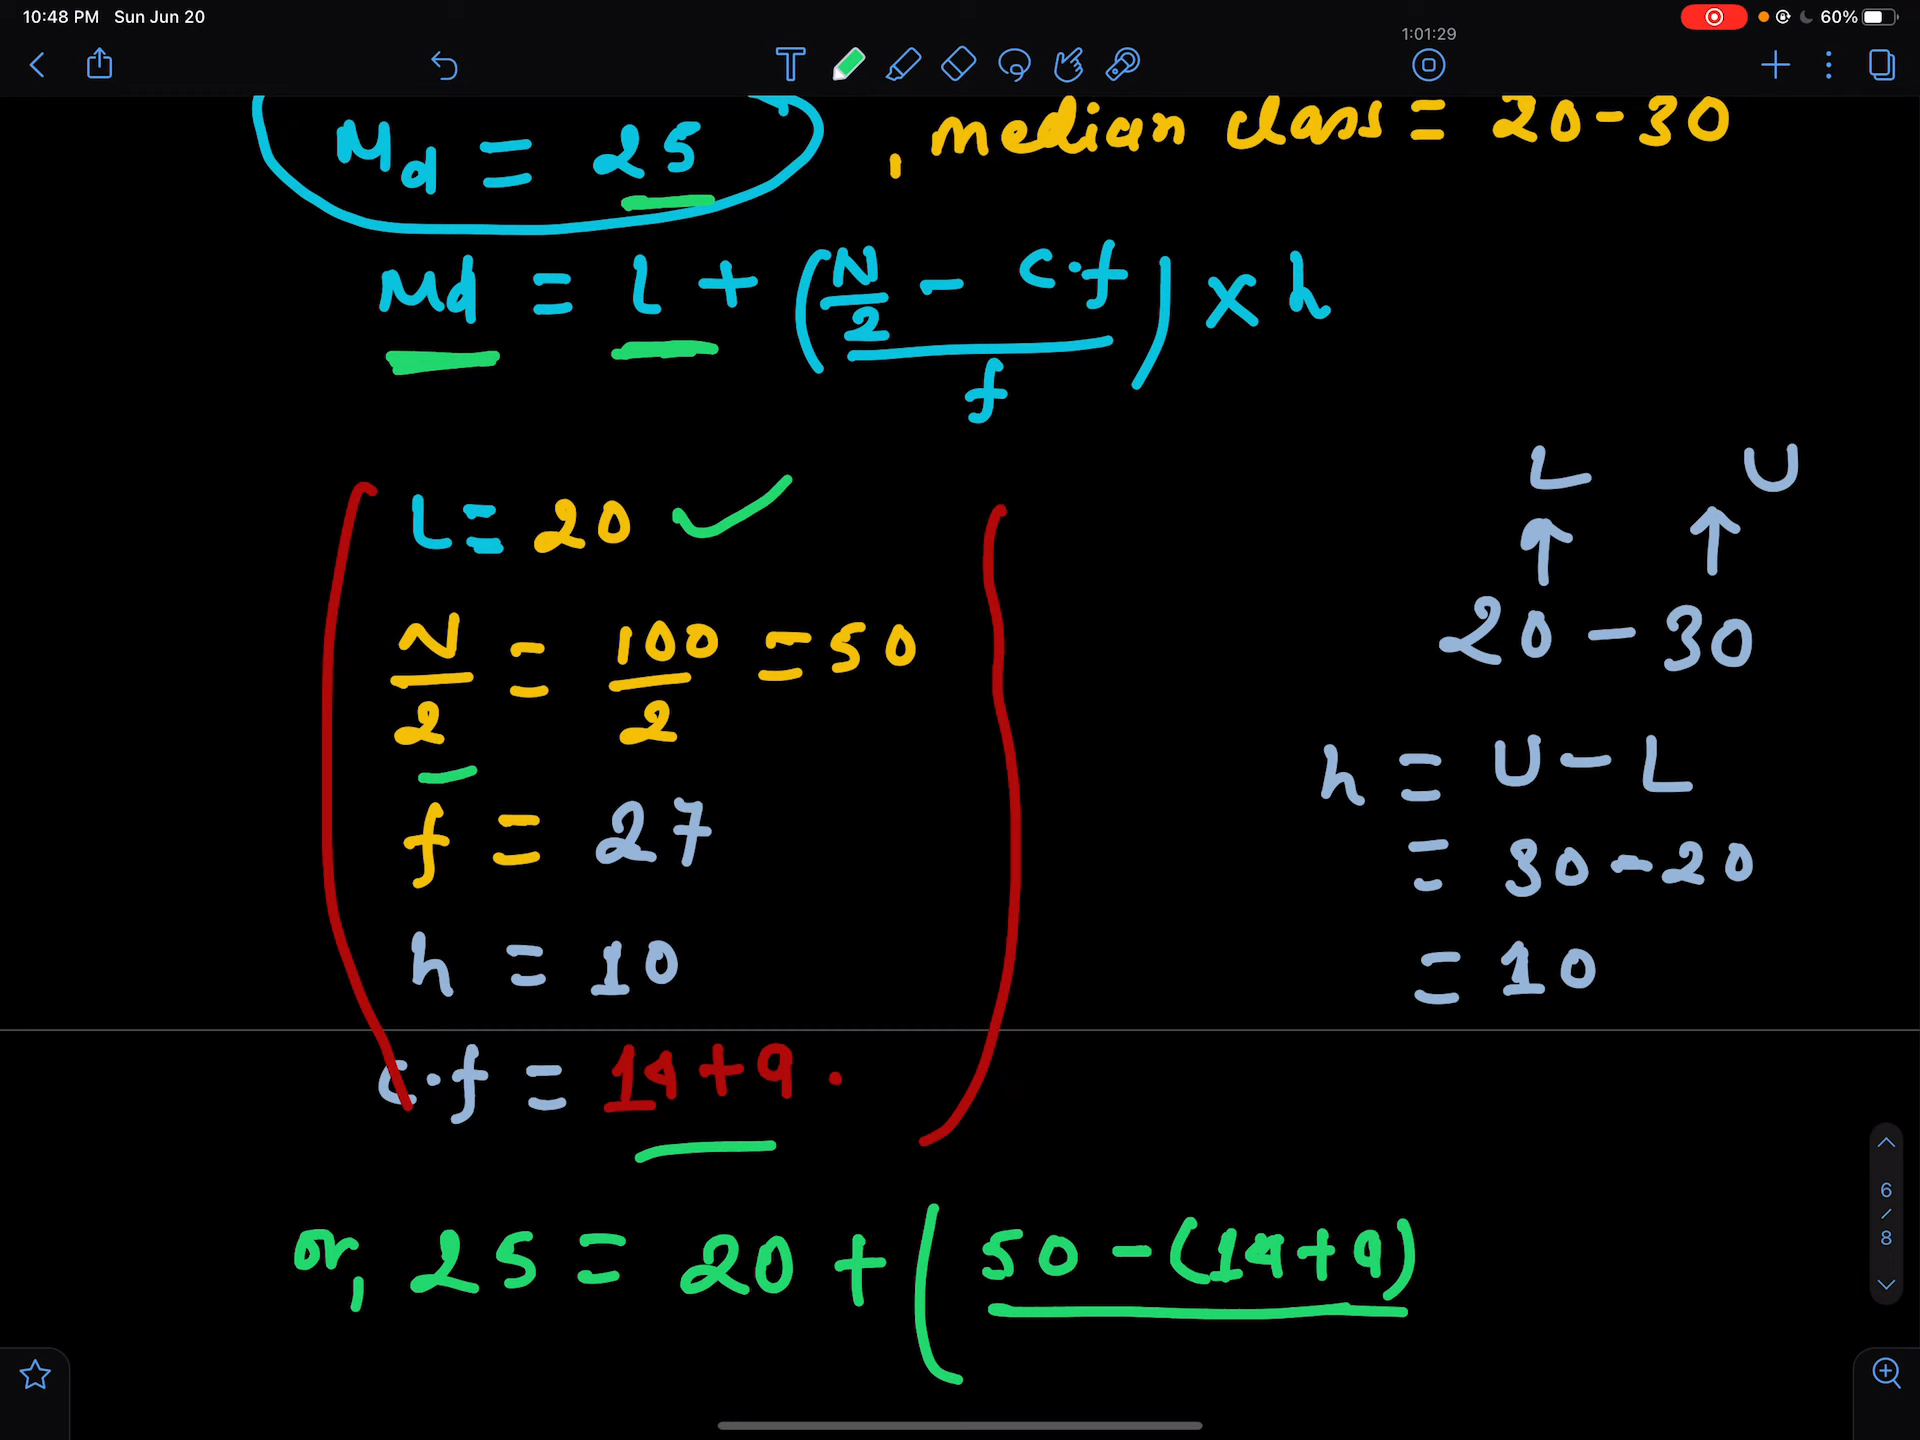 10:48 PM Sun Jun 20
60%
1:01:29
Md = 25 , median class = 20-30
Md = L + (N/2 - c.f / f) × h
L = 20 ✓
N/2 = 100/2 = 50
f = 27
h = 10
c.f = 14+9.
or, 25 = 20 + ( 50-(14+9)
L U
↑ ↑
20-30
h = U-L
= 30-20
= 10
6
/
8